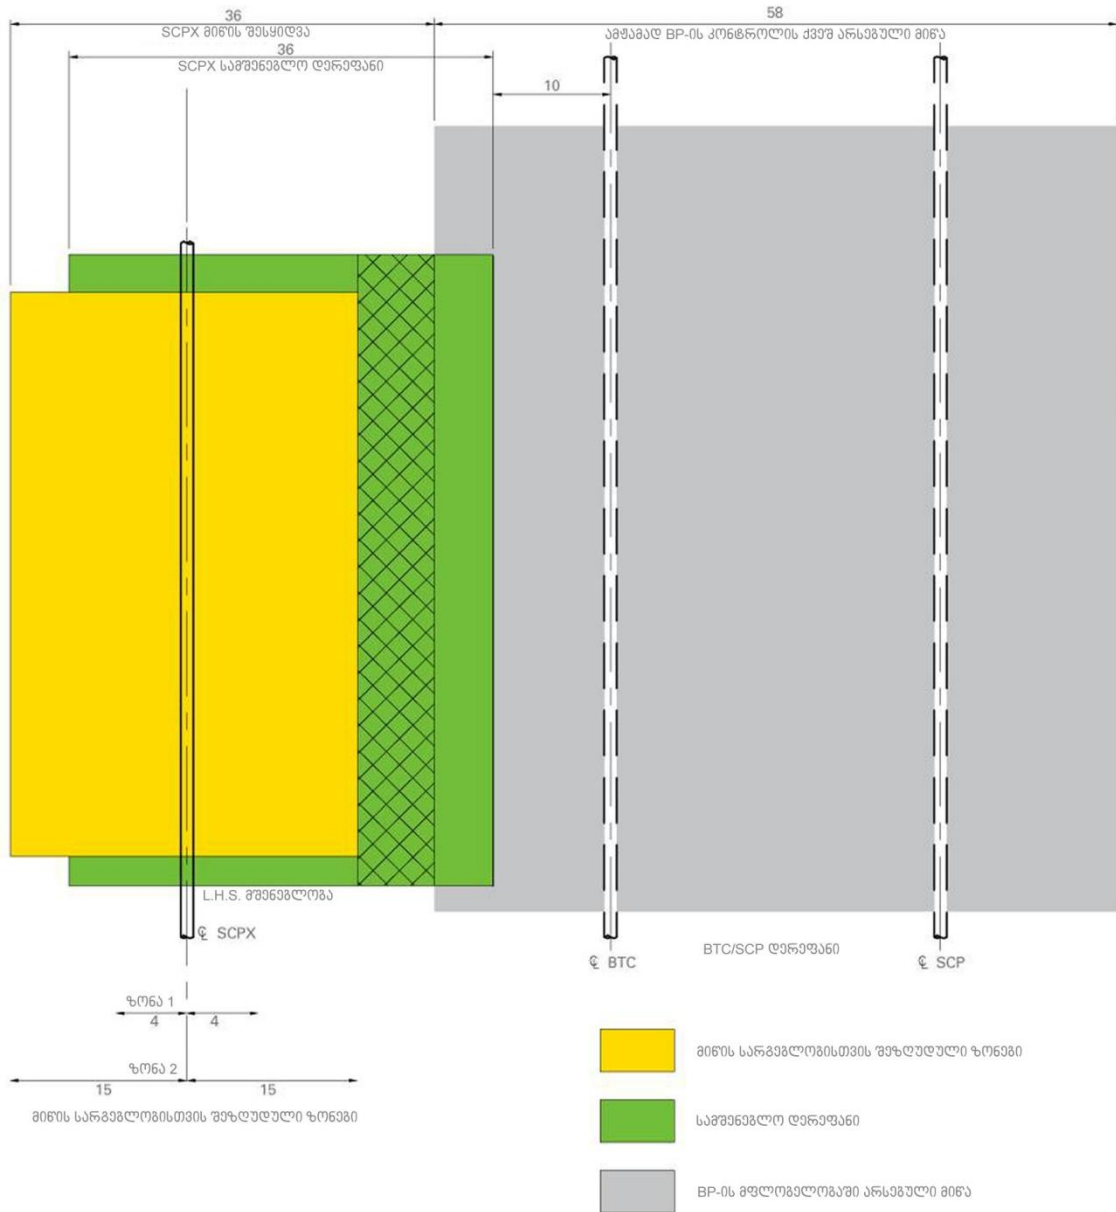 36
58
SCPX მიწის შესყიდვა
ამჟამად BP-ის კონტროლის ქვეშ არსებული მიწა
36
SCPX სამშენებლო დერეფანი
10
L.H.S. მშენებლობა
℄ SCPX
℄ BTC
BTC/SCP დერეფანი
℄ SCP
ზონა 1
4
4
ზონა 2
15
15
მიწის სარგებლობისთვის შეზღუდული ზონები
მიწის სარგებლობისთვის შეზღუდული ზონები
სამშენებლო დერეფანი
BP-ის მფლობელობაში არსებული მიწა